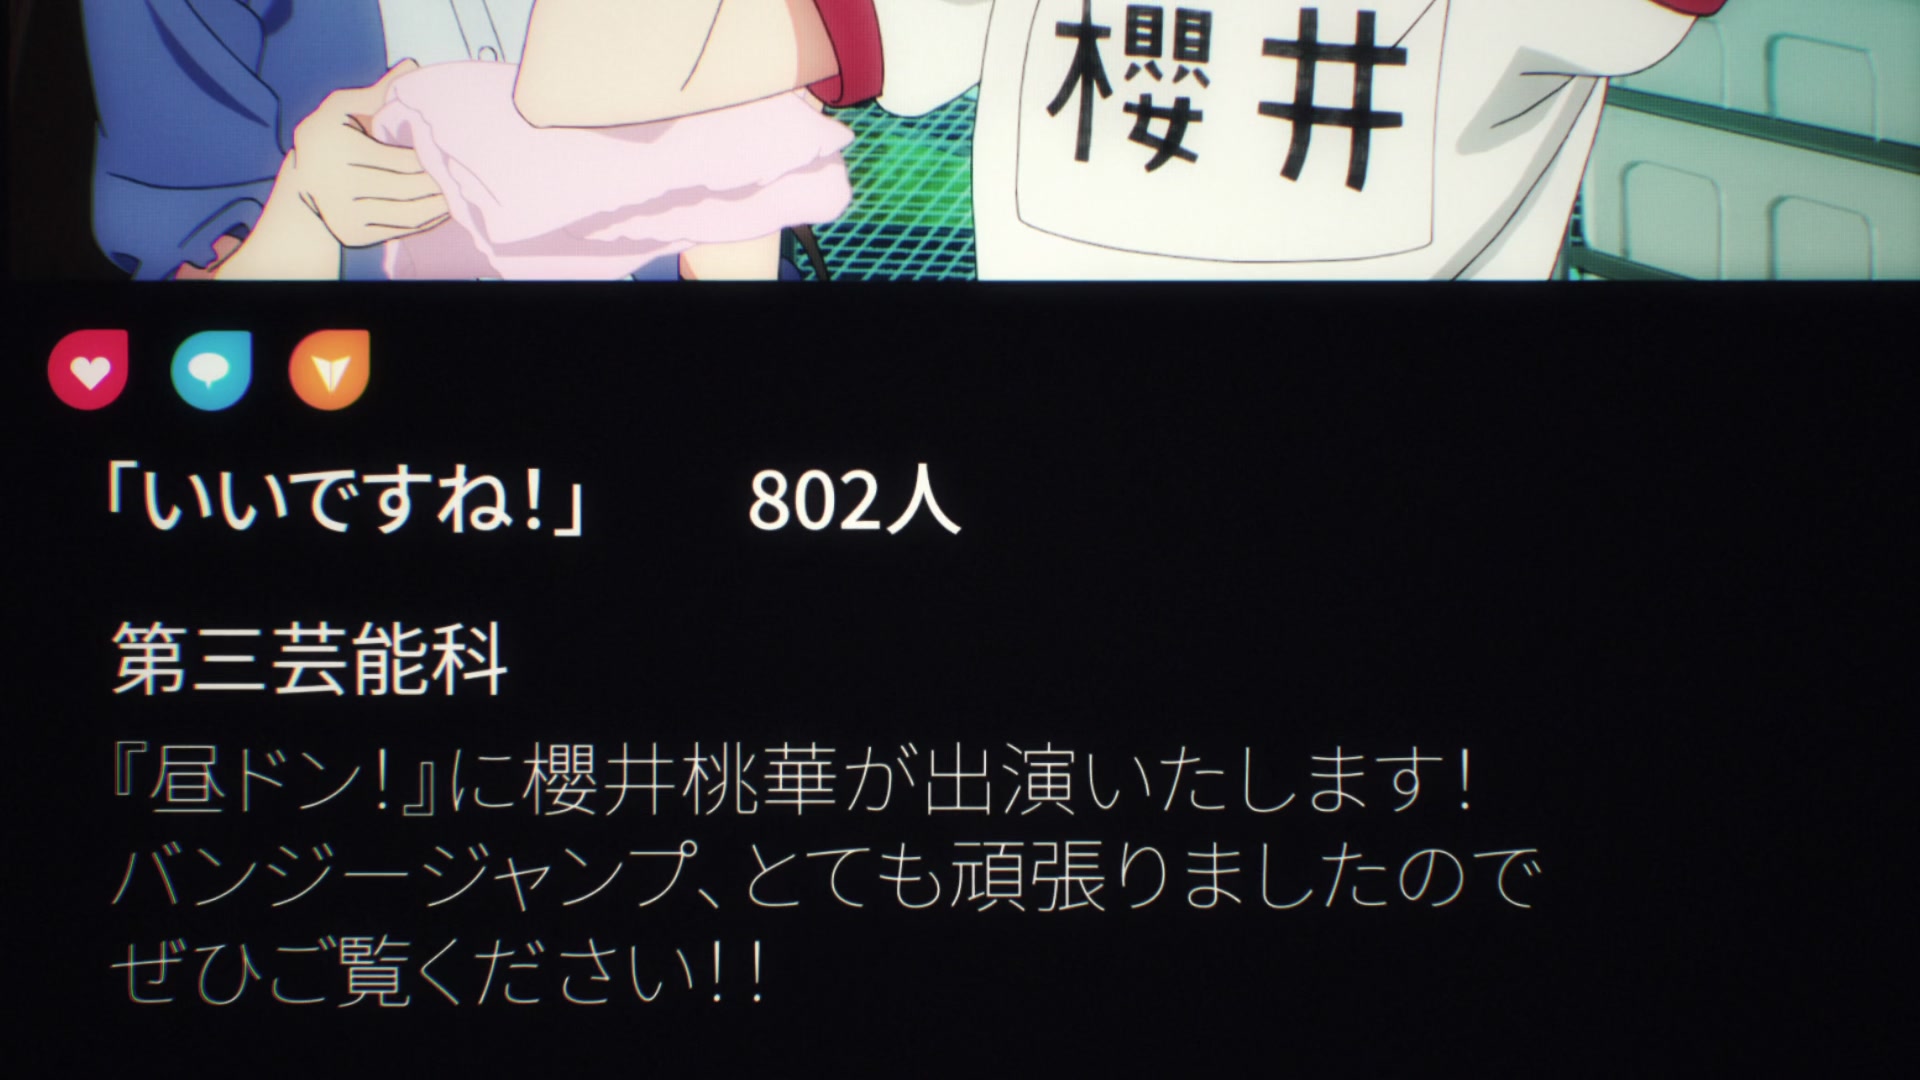 櫻井
「いいですね！」 802人
第三芸能科
『昼ドン！』に櫻井桃華が出演いたします！
バンジージャンプ、とても頑張りましたので
ぜひご覧ください！！